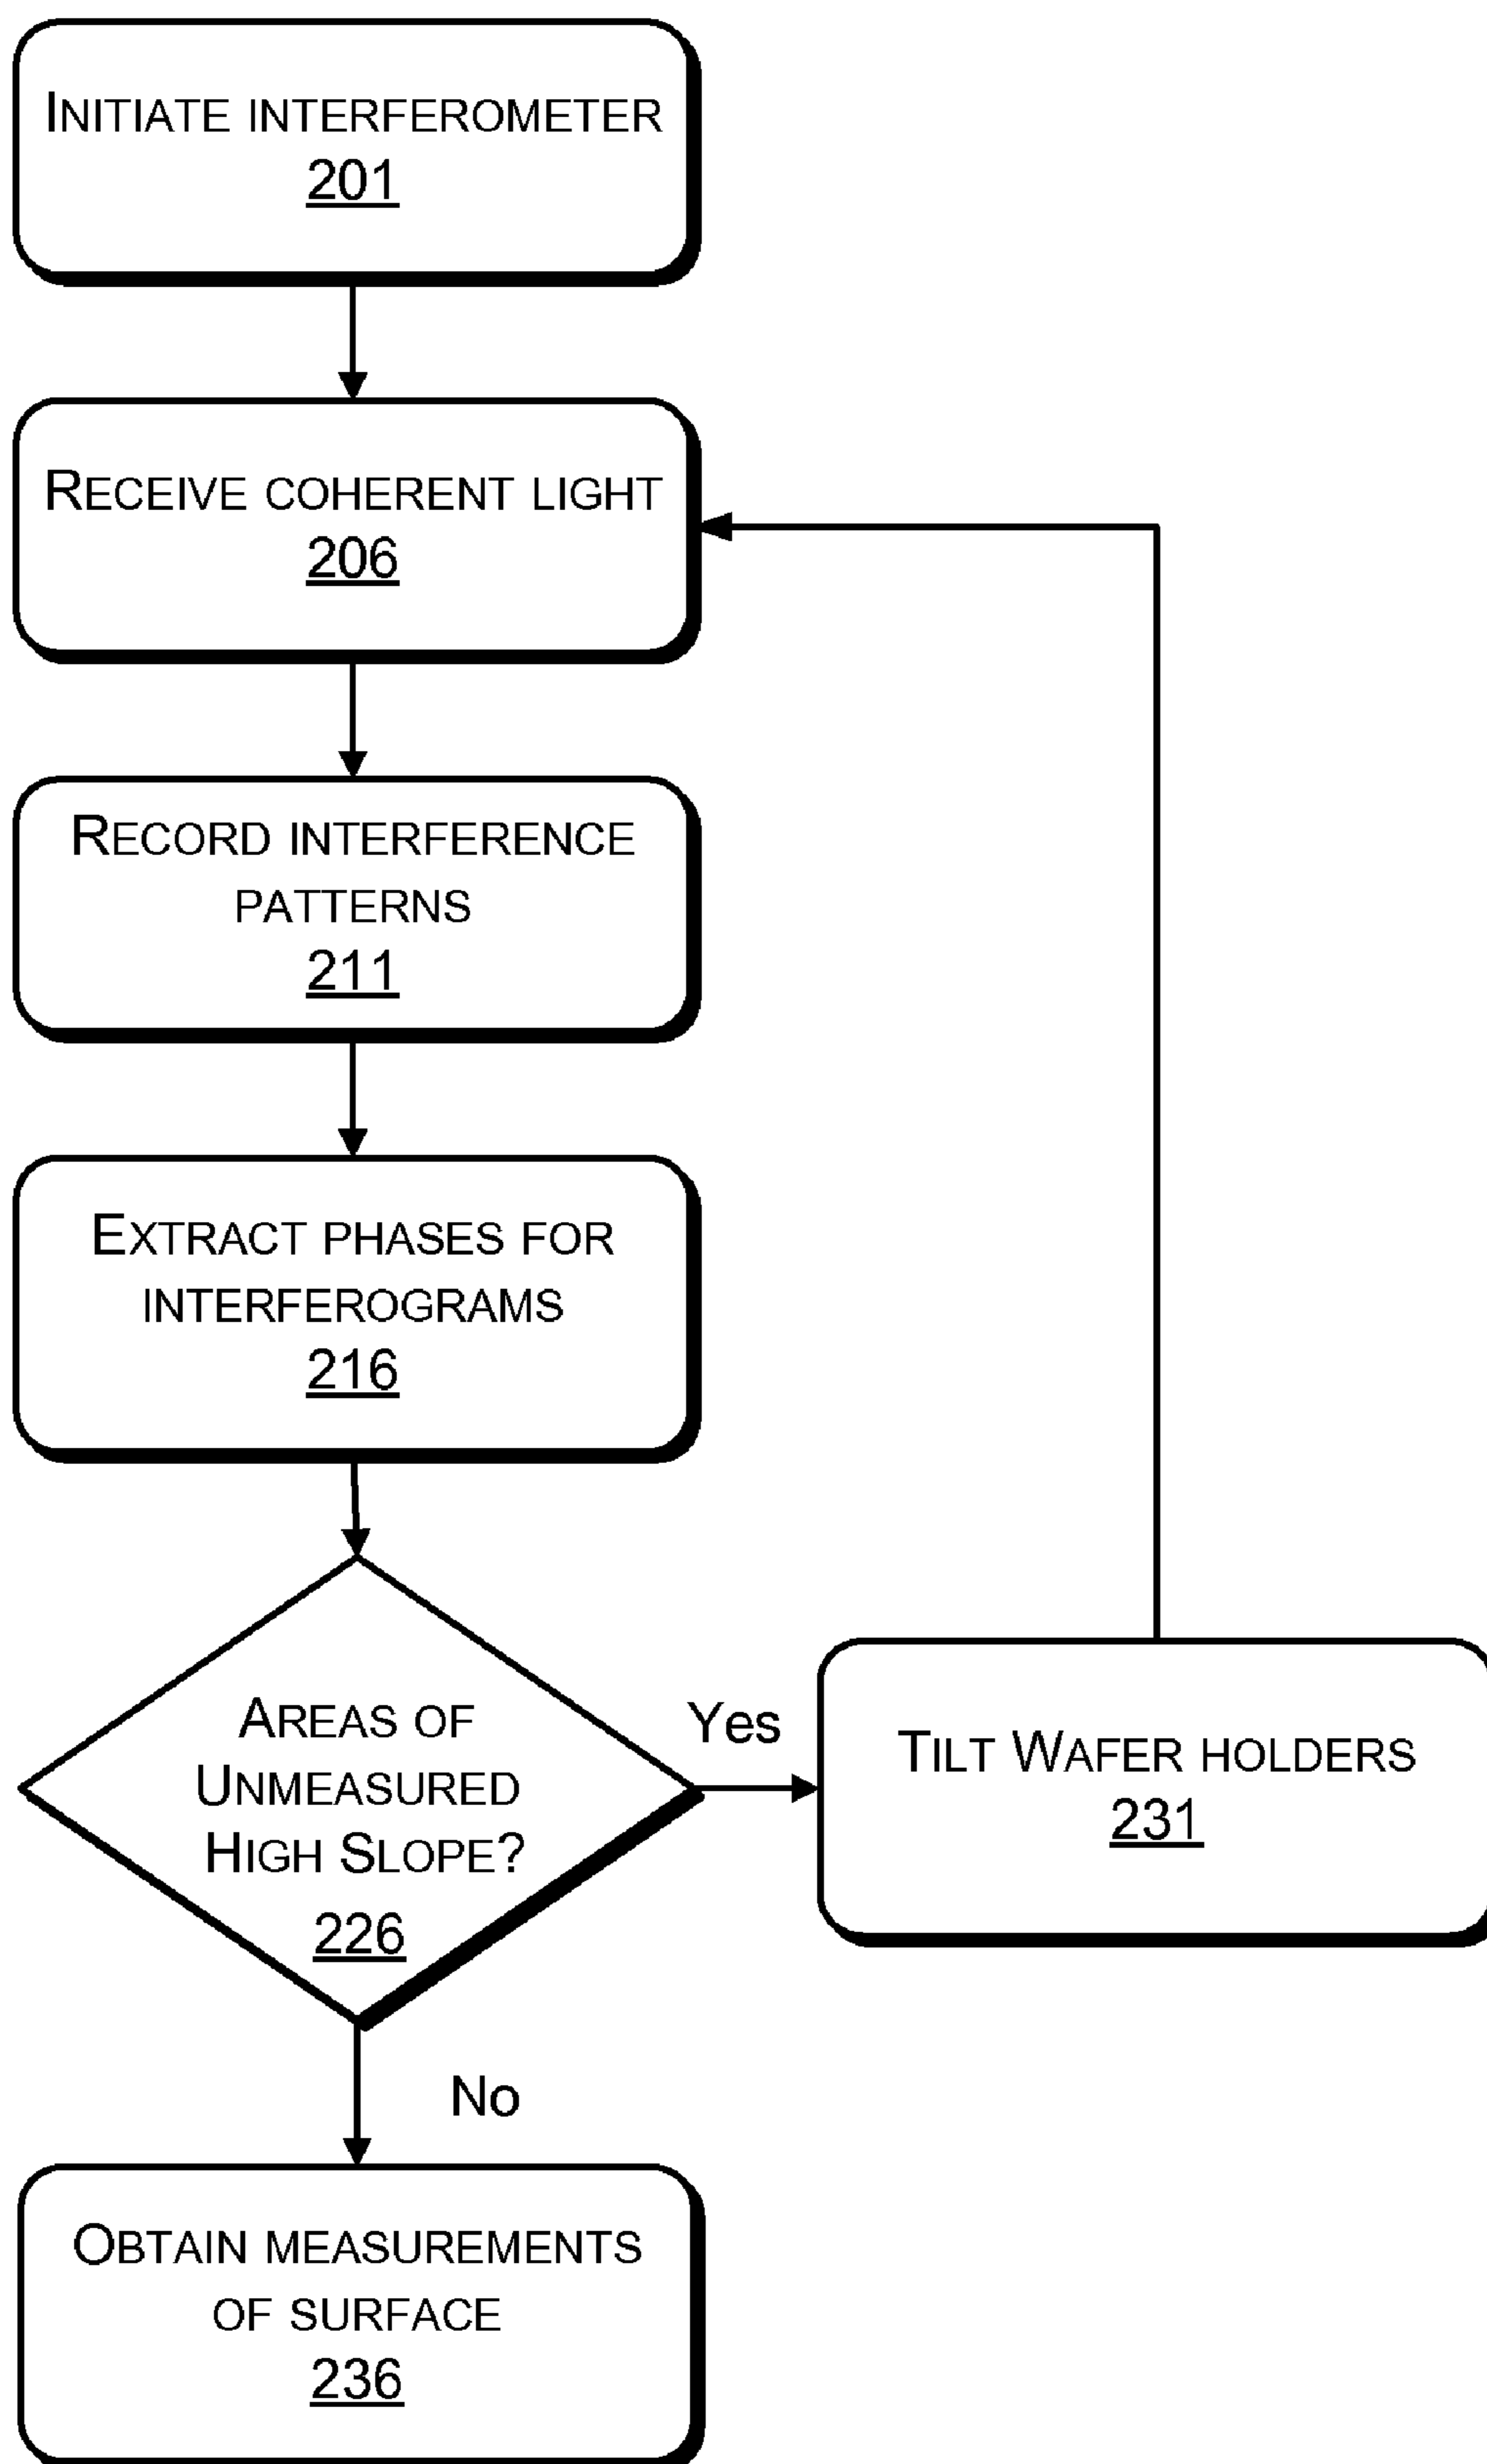 INITIATE INTERFEROMETER
201
RECEIVE COHERENT LIGHT
206
RECORD INTERFERENCE
PATTERNS
211
EXTRACT PHASES FOR
INTERFEROGRAMS
216
AREAS OF
UNMEASURED
HIGH SLOPE?
226
Yes
TILT WAFER HOLDERS
231
No
OBTAIN MEASUREMENTS
OF SURFACE
236